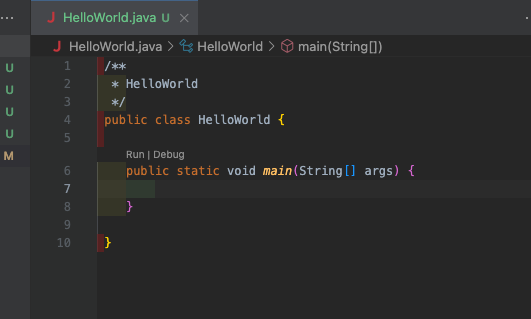 ... J HelloWorld.java U ×
J HelloWorld.java > HelloWorld > main(String[])
U
U
U
U
M
1 /**
2 * HelloWorld
3 */
4 public class HelloWorld {
5
Run | Debug
6 public static void main(String[] args) {
7
8 }
9
10 }